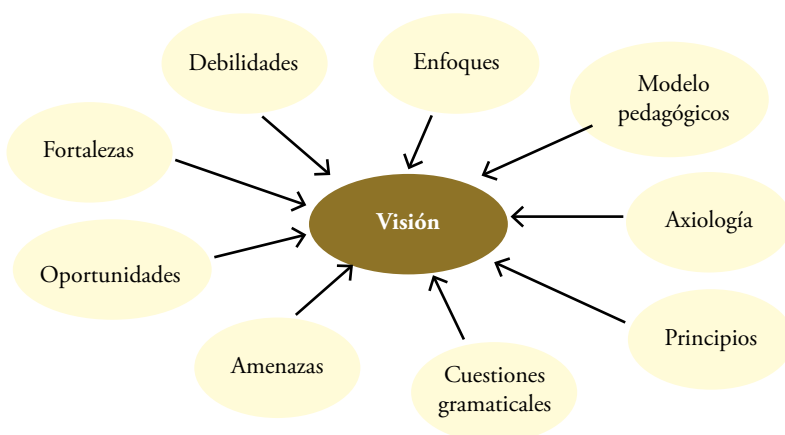 Debilidades
Enfoques
Modelo
pedagógicos
Fortalezas
Visión
Axiología
Oportunidades
Principios
Amenazas
Cuestiones
gramaticales